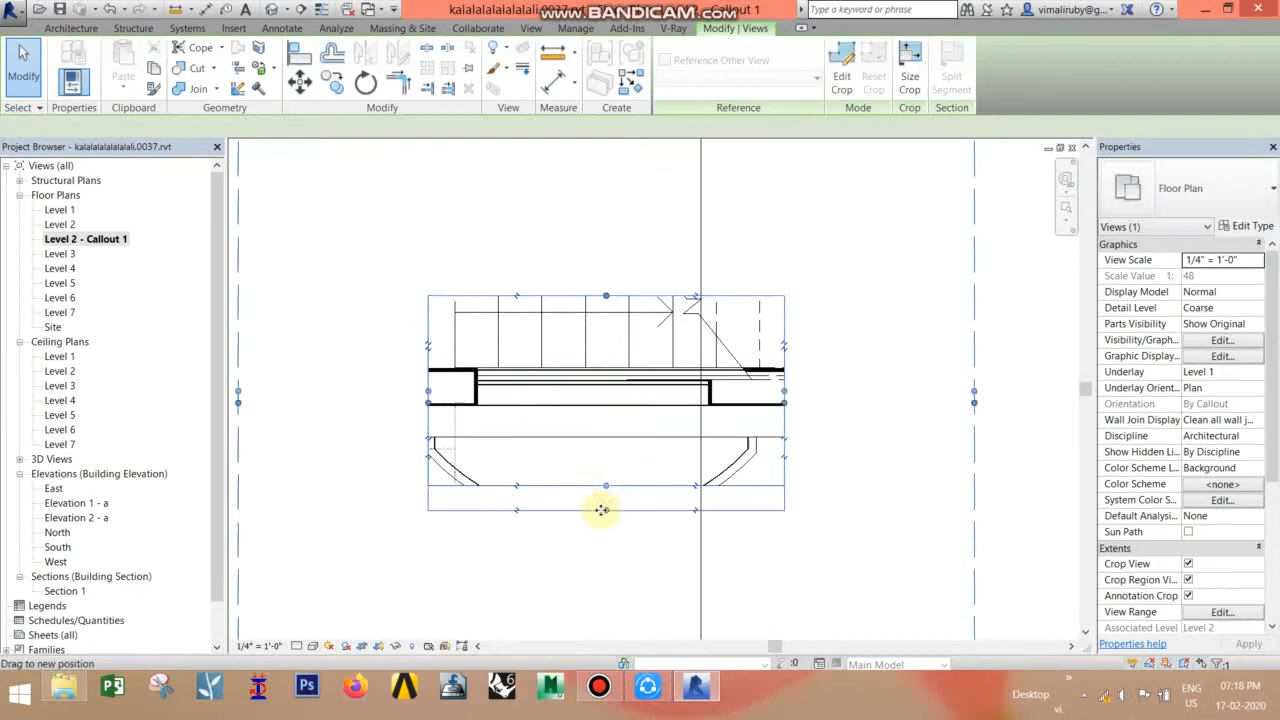 kalalalalalalali.0037.rvt
www.BANDICAM.com
Callout 1
Type a keyword or phrase
vimaliruby@g...
Architecture Structure Systems Insert Annotate Analyze Massing & Site Collaborate View Manage Add-Ins V-Ray Modify | Views
Modify
Paste
Cope
Cut
Join
Reference Other View
Edit Crop
Reset Crop
Size Crop
Split Segment
Select Properties Clipboard Geometry Modify View Measure Create Reference Mode Crop Section
Project Browser - kalalalalalalali.0037.rvt
Views (all)
Structural Plans
Floor Plans
Level 1
Level 2
Level 2 - Callout 1
Level 3
Level 4
Level 5
Level 6
Level 7
Site
Ceiling Plans
Level 1
Level 2
Level 3
Level 4
Level 5
Level 6
Level 7
3D Views
Elevations (Building Elevation)
East
Elevation 1 - a
Elevation 2 - a
North
South
West
Sections (Building Section)
Section 1
Legends
Schedules/Quantities
Sheets (all)
Families
Properties
Floor Plan
Views (1) Edit Type
Graphics
View Scale 1/4" = 1'-0"
Scale Value 1: 48
Display Model Normal
Detail Level Coarse
Parts Visibility Show Original
Visibility/Graph... Edit...
Graphic Display... Edit...
Underlay Level 1
Underlay Orient... Plan
Orientation By Callout
Wall Join Display Clean all wall j...
Discipline Architectural
Show Hidden Li... By Discipline
Color Scheme L... Background
Color Scheme <none>
System Color S... Edit...
Default Analysi... None
Sun Path
Extents
Crop View
Crop Region Vi...
Annotation Crop
View Range Edit...
Associated Level Level 2
Properties help Apply
1/4" = 1'-0"
Drag to new position
:0
Main Model
:1
Ps
Desktop
vi
ENG
US
07:18 PM
17-02-2020